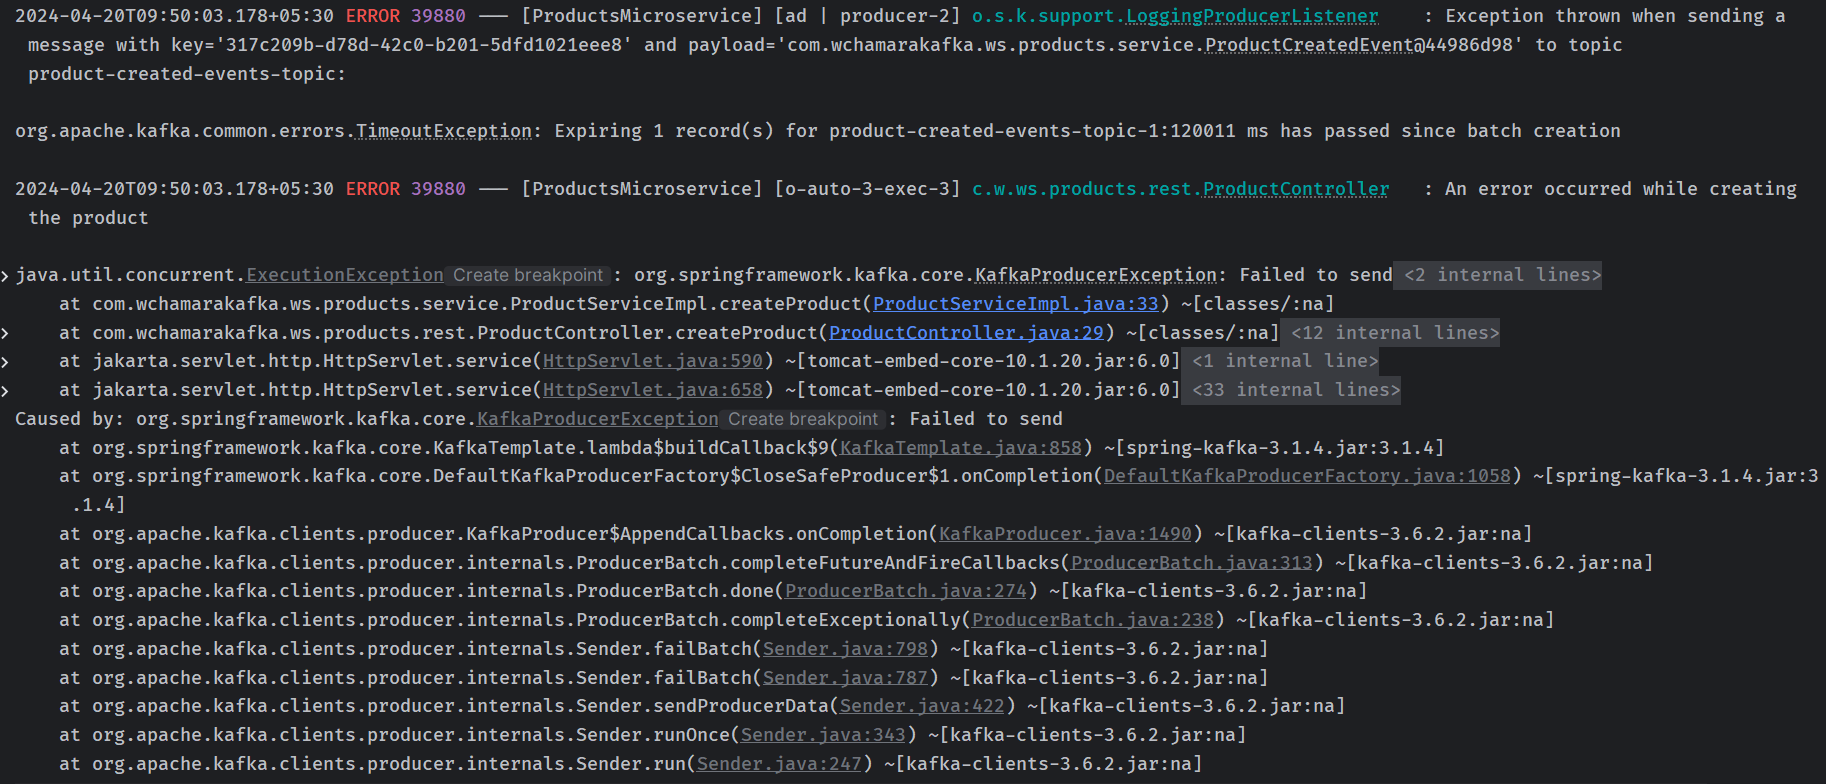 2024-04-20T09:50:03.178+05:30 ERROR 39880 --- [ProductsMicroservice] [ad | producer-2] o.s.k.support.LoggingProducerListener    : Exception thrown when sending a
message with key='317c209b-d78d-42c0-b201-5dfd1021eee8' and payload='com.wchamarakafka.ws.products.service.ProductCreatedEvent@44986d98' to topic
product-created-events-topic:
org.apache.kafka.common.errors.TimeoutException: Expiring 1 record(s) for product-created-events-topic-1:120011 ms has passed since batch creation
2024-04-20T09:50:03.178+05:30 ERROR 39880 --- [ProductsMicroservice] [o-auto-3-exec-3] c.w.ws.products.rest.ProductController   : An error occurred while creating
the product
java.util.concurrent.ExecutionException Create breakpoint : org.springframework.kafka.core.KafkaProducerException: Failed to send <2 internal lines>
at com.wchamarakafka.ws.products.service.ProductServiceImpl.createProduct(ProductServiceImpl.java:33) ~[classes/:na]
at com.wchamarakafka.ws.products.rest.ProductController.createProduct(ProductController.java:29) ~[classes/:na] <12 internal lines>
at jakarta.servlet.http.HttpServlet.service(HttpServlet.java:590) ~[tomcat-embed-core-10.1.20.jar:6.0] <1 internal line>
at jakarta.servlet.http.HttpServlet.service(HttpServlet.java:658) ~[tomcat-embed-core-10.1.20.jar:6.0] <33 internal lines>
Caused by: org.springframework.kafka.core.KafkaProducerException Create breakpoint : Failed to send
at org.springframework.kafka.core.KafkaTemplate.lambda$buildCallback$9(KafkaTemplate.java:858) ~[spring-kafka-3.1.4.jar:3.1.4]
at org.springframework.kafka.core.DefaultKafkaProducerFactory$CloseSafeProducer$1.onCompletion(DefaultKafkaProducerFactory.java:1058) ~[spring-kafka-3.1.4.jar:3
.1.4]
at org.apache.kafka.clients.producer.KafkaProducer$AppendCallbacks.onCompletion(KafkaProducer.java:1490) ~[kafka-clients-3.6.2.jar:na]
at org.apache.kafka.clients.producer.internals.ProducerBatch.completeFutureAndFireCallbacks(ProducerBatch.java:313) ~[kafka-clients-3.6.2.jar:na]
at org.apache.kafka.clients.producer.internals.ProducerBatch.done(ProducerBatch.java:274) ~[kafka-clients-3.6.2.jar:na]
at org.apache.kafka.clients.producer.internals.ProducerBatch.completeExceptionally(ProducerBatch.java:238) ~[kafka-clients-3.6.2.jar:na]
at org.apache.kafka.clients.producer.internals.Sender.failBatch(Sender.java:798) ~[kafka-clients-3.6.2.jar:na]
at org.apache.kafka.clients.producer.internals.Sender.failBatch(Sender.java:787) ~[kafka-clients-3.6.2.jar:na]
at org.apache.kafka.clients.producer.internals.Sender.sendProducerData(Sender.java:422) ~[kafka-clients-3.6.2.jar:na]
at org.apache.kafka.clients.producer.internals.Sender.runOnce(Sender.java:343) ~[kafka-clients-3.6.2.jar:na]
at org.apache.kafka.clients.producer.internals.Sender.run(Sender.java:247) ~[kafka-clients-3.6.2.jar:na]